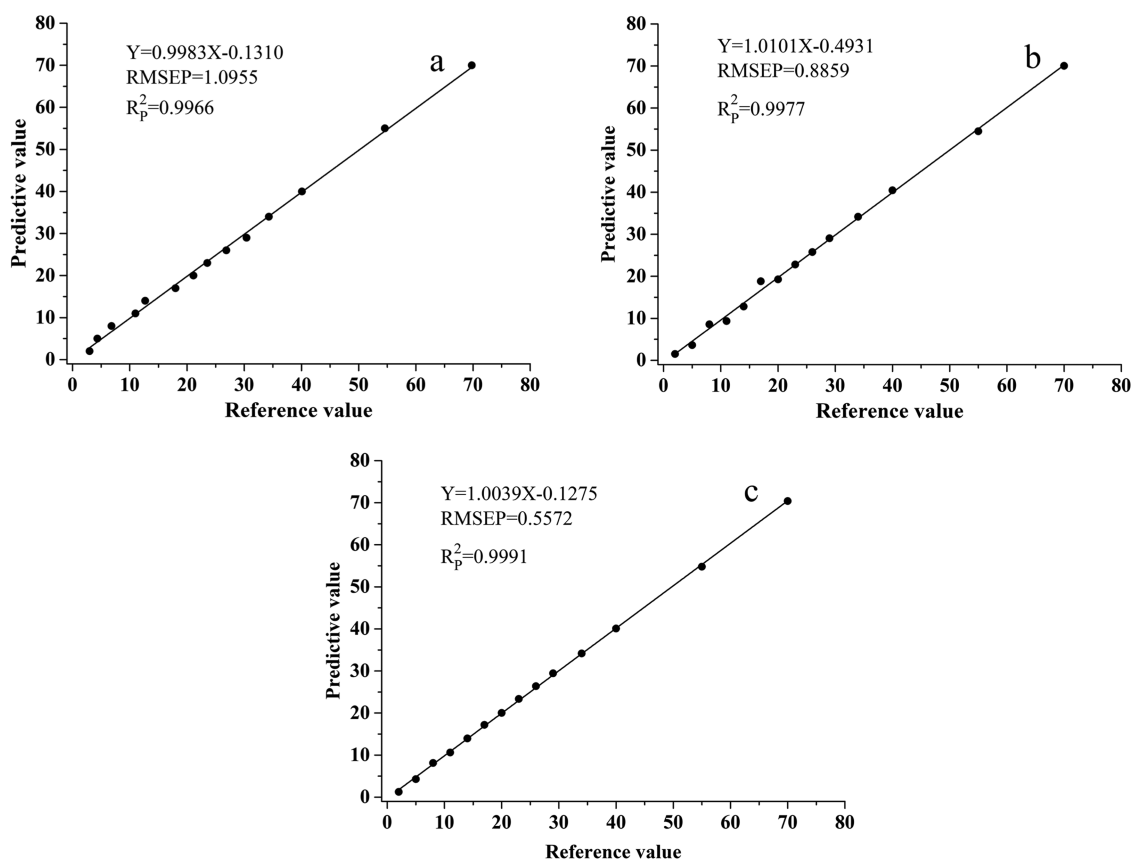 80
70
60
50
40
30
20
10
0
Predictive value
Y=0.9983X-0.1310
RMSEP=1.0955
R²P=0.9966
a
0 10 20 30 40 50 60 70 80
Reference value
80
70
60
50
40
30
20
10
0
Predictive value
Y=1.0101X-0.4931
RMSEP=0.8859
R²P=0.9977
b
0 10 20 30 40 50 60 70 80
Reference value
80
70
60
50
40
30
20
10
0
Predictive value
Y=1.0039X-0.1275
RMSEP=0.5572
R²P=0.9991
c
0 10 20 30 40 50 60 70 80
Reference value